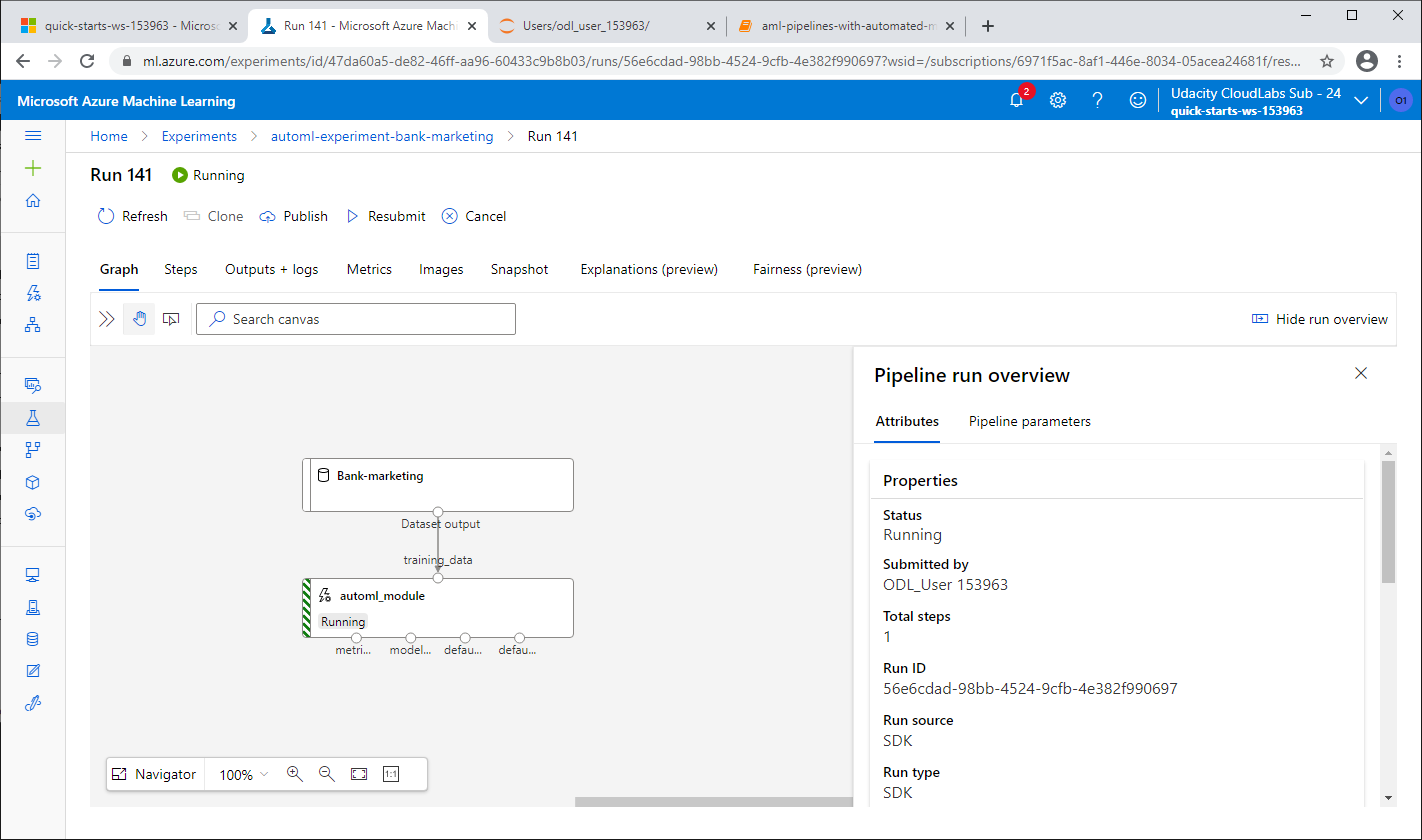 quick-starts-ws-153963 - Microso
Run 141 - Microsoft Azure Machi
Users/odl_user_153963/
aml-pipelines-with-automated-m
ml.azure.com/experiments/id/47da60a5-de82-46ff-aa96-60433c9b8b03/runs/56e6cdad-98bb-4524-9cfb-4e382f990697?wsid=/subscriptions/6971f5ac-8af1-446e-8034-05acea24681f/res...
Microsoft Azure Machine Learning
2
Udacity CloudLabs Sub - 24
quick-starts-ws-153963
O1
Home > Experiments > automl-experiment-bank-marketing > Run 141
Run 141 Running
Refresh Clone Publish Resubmit Cancel
Graph Steps Outputs + logs Metrics Images Snapshot Explanations (preview) Fairness (preview)
Search canvas
Hide run overview
Bank-marketing
Dataset output
training_data
automl_module
Running
metri... model... defau... defau...
Navigator 100% 1:1
Pipeline run overview
Attributes Pipeline parameters
Properties
Status
Running
Submitted by
ODL_User 153963
Total steps
1
Run ID
56e6cdad-98bb-4524-9cfb-4e382f990697
Run source
SDK
Run type
SDK